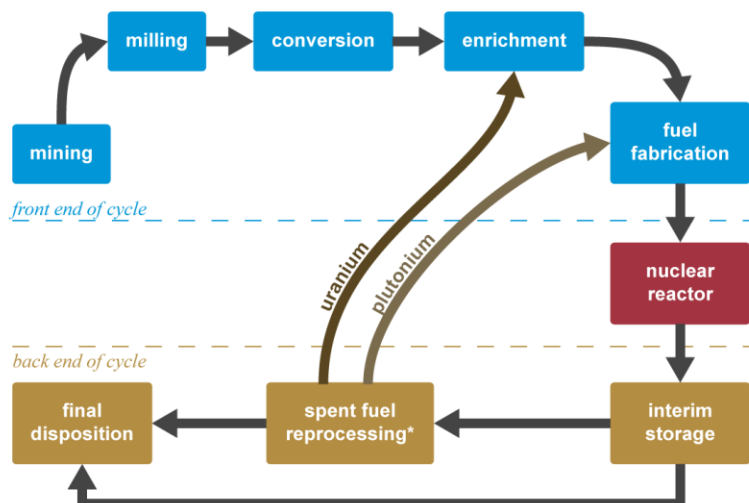 milling
conversion
enrichment
mining
fuel
fabrication
front end of cycle
uranium
plutonium
nuclear
reactor
back end of cycle
final
disposition
spent fuel
reprocessing*
interim
storage